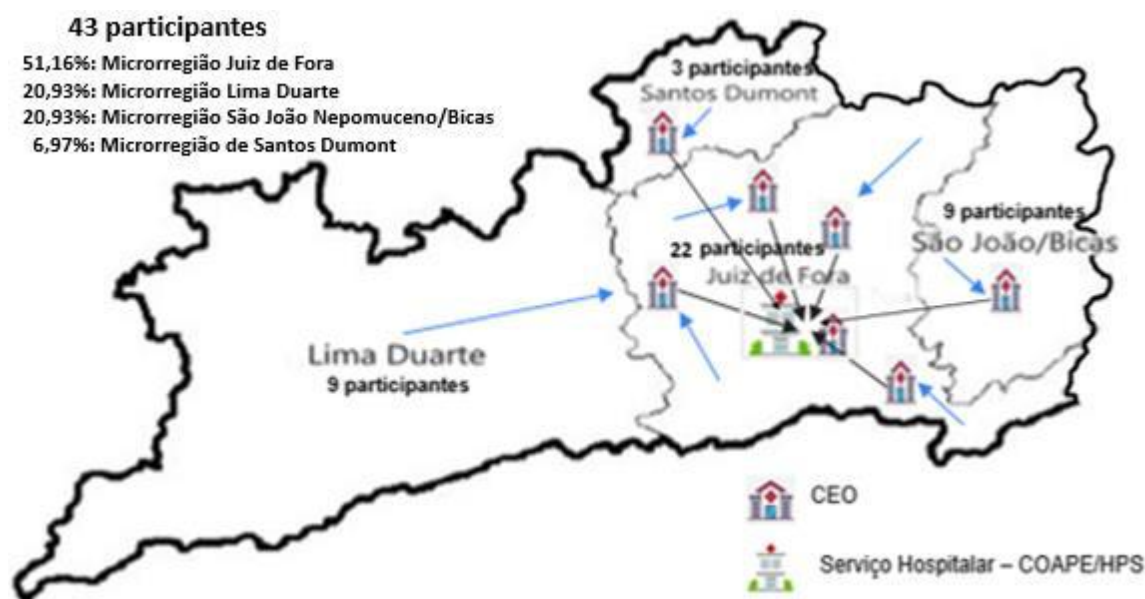 43 participantes
51,16%: Microrregião Juiz de Fora
20,93%: Microrregião Lima Duarte
20,93%: Microrregião São João Nepomuceno/Bicas
6,97%: Microrregião de Santos Dumont
3 participantes
Santos Dumont
9 participantes
São João/Bicas
22 participantes
Juiz de Fora
Lima Duarte
9 participantes
CEO
Serviço Hospitalar – COAPE/HPS